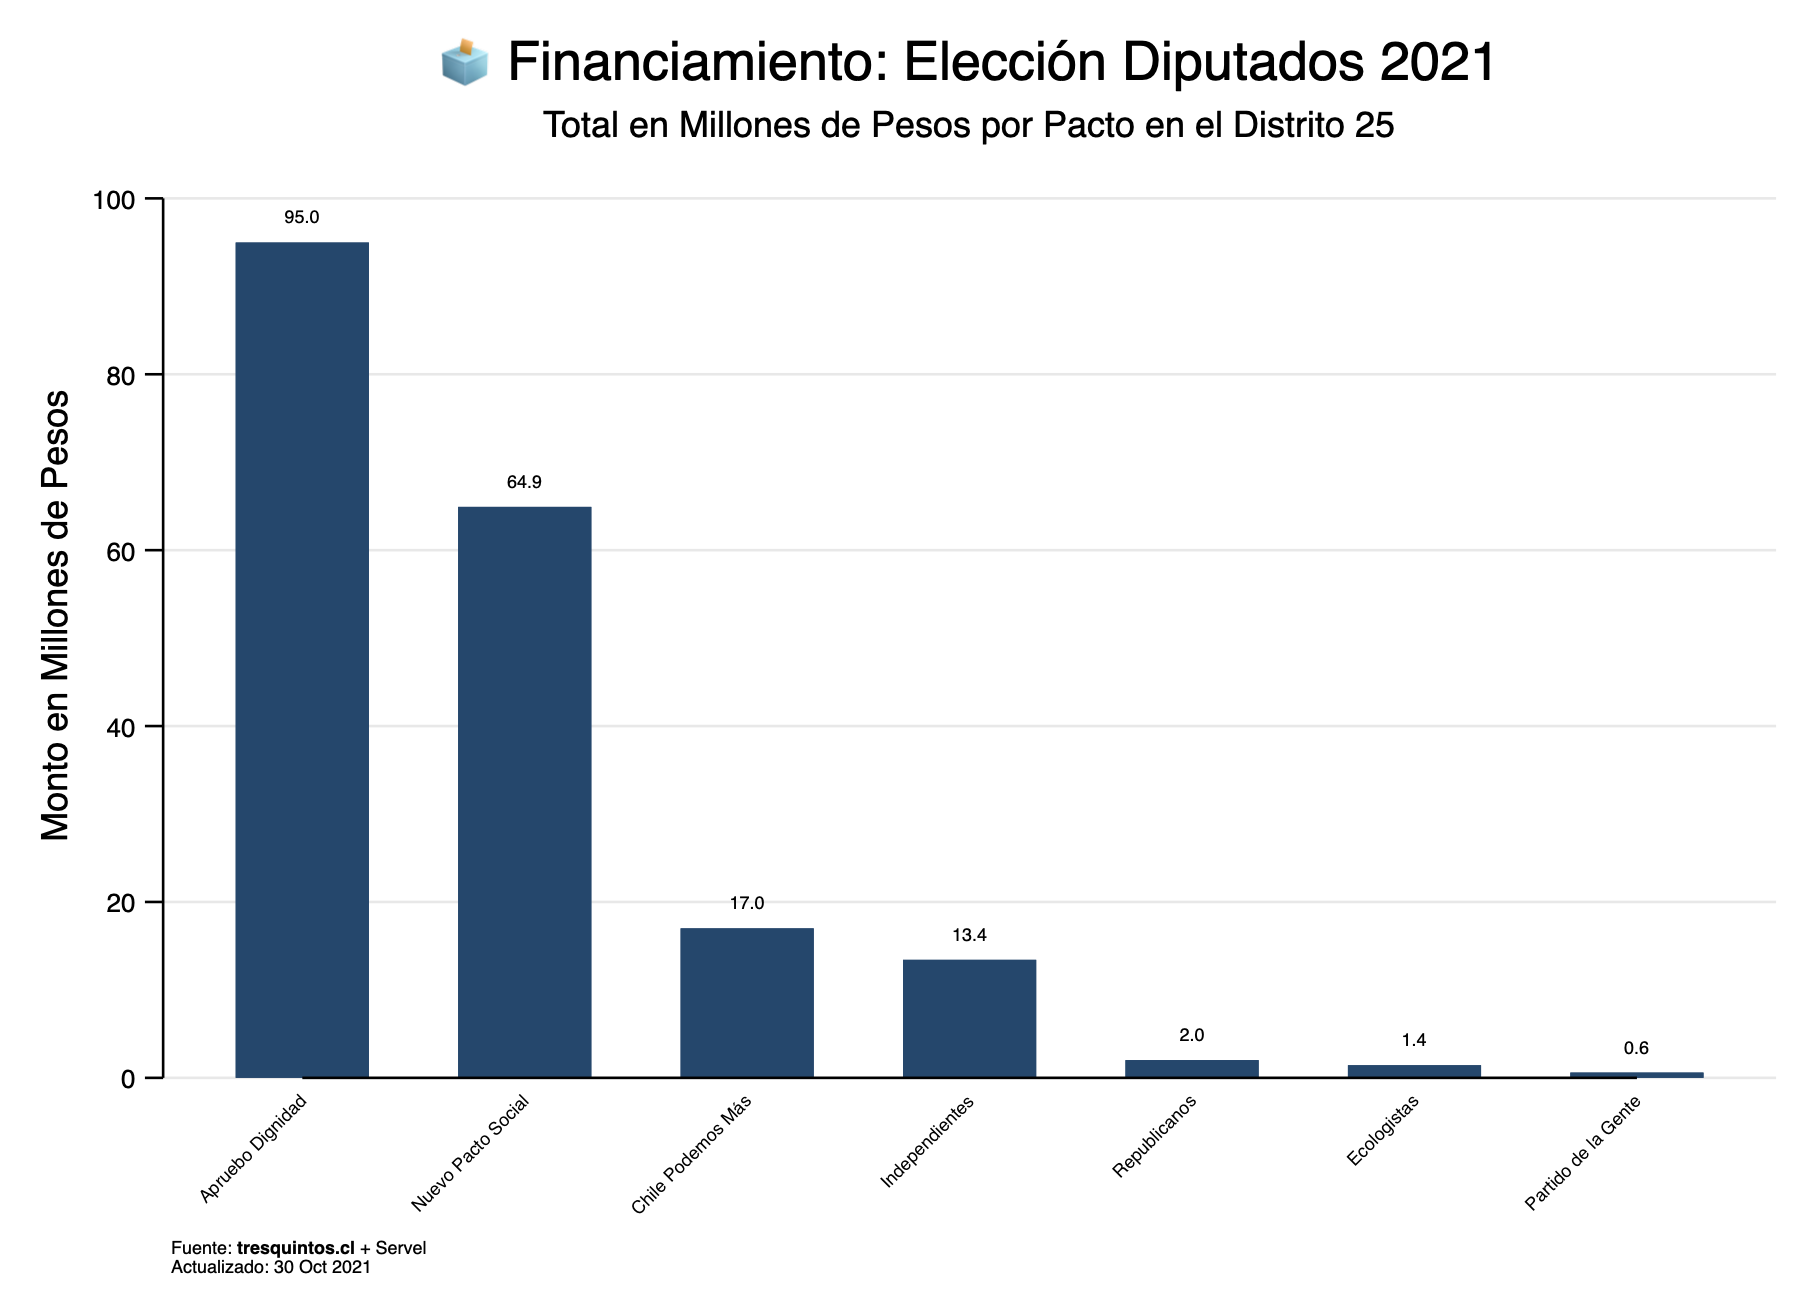 Financiamiento: Elección Diputados 2021
Total en Millones de Pesos por Pacto en el Distrito 25
Monto en Millones de Pesos
100
80
60
40
20
0
95.0
64.9
17.0
13.4
2.0
1.4
0.6
Apruebo Dignidad
Nuevo Pacto Social
Chile Podemos Más
Independientes
Republicanos
Ecologistas
Partido de la Gente
Fuente: tresquintos.cl + Servel
Actualizado: 30 Oct 2021